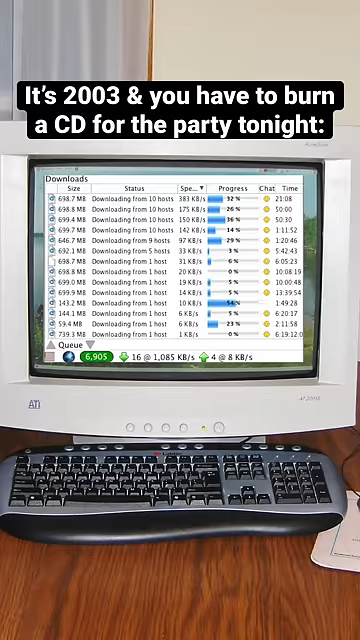 It's 2003 & you have to burn
a CD for the party tonight:
Downloads
Size Status Spe... ▼ Progress Chat Time
698.7 MB Downloading from 10 hosts 383 KB/s 32 % 21:08
698.8 MB Downloading from 10 hosts 175 KB/s 26 % 50:00
699.4 MB Downloading from 10 hosts 150 KB/s 36 % 50:30
699.7 MB Downloading from 10 hosts 142 KB/s 14 % 1:11:52
646.7 MB Downloading from 9 hosts 97 KB/s 29 % 1:20:46
692.1 MB Downloading from 5 hosts 33 KB/s 3 % 5:42:43
698.7 MB Downloading from 1 host 31 KB/s 6 % 6:05:23
698.8 MB Downloading from 1 host 20 KB/s 0 % 10:08:19
699.0 MB Downloading from 1 host 19 KB/s 5 % 10:00:48
699.9 MB Downloading from 1 host 14 KB/s 5 % 13:39:54
143.2 MB Downloading from 1 host 10 KB/s 54 % 1:49:28
144.1 MB Downloading from 1 host 6 KB/s 5 % 6:20:17
59.4 MB Downloading from 1 host 6 KB/s 23 % 2:11:58
739.3 MB Downloading from 1 host 1 KB/s 0 %
Queue
6,905 16 @ 1,085 KB/s 4 @ 8 KB/s
ATI